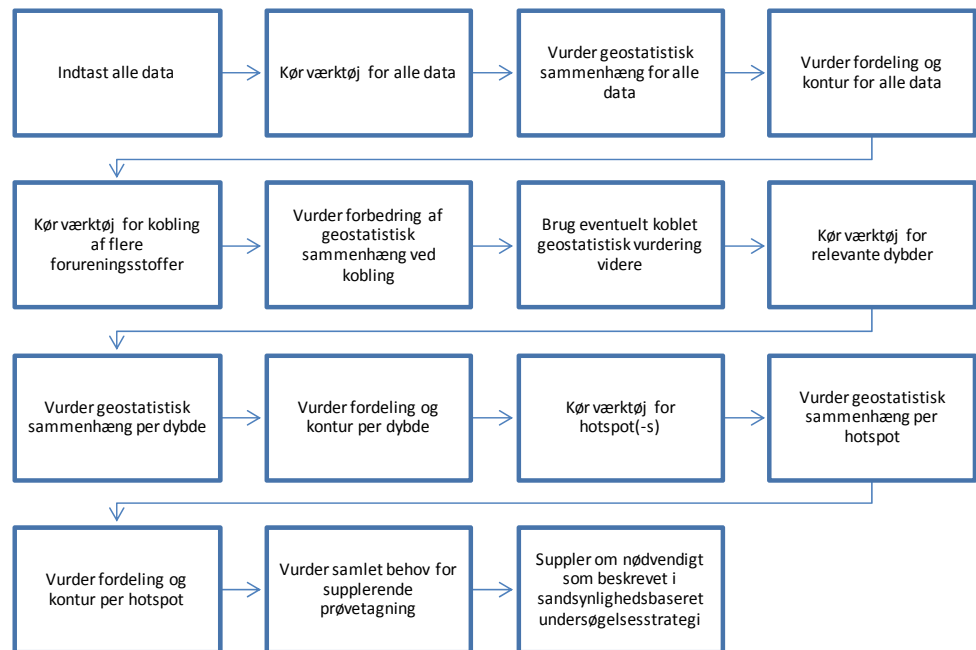 Indtast alle data
Kør værktøj for alle data
Vurder geostatistisk
sammenhæng for alle
data
Vurder fordeling og
kontur for alle data
Kør værktøj for kobling
af flere
forureningsstoffer
Vurder forbedring af
geostatistisk
sammenhæng ved
kobling
Brug eventuelt koblet
geostatistisk vurdering
videre
Kør værktøj for
relevante dybder
Vurder geostatistisk
sammenhæng per dybde
Vurder fordeling og
kontur per dybde
Kør værktøj for
hotspot(-s)
Vurder geostatistisk
sammenhæng per
hotspot
Vurder fordeling og
kontur per hotspot
Vurder samlet behov for
supplerende
prøvetagning
Suppler om nødvendigt
som beskrevet i
sandsynlighedsbaseret
undersøgelsesstrategi